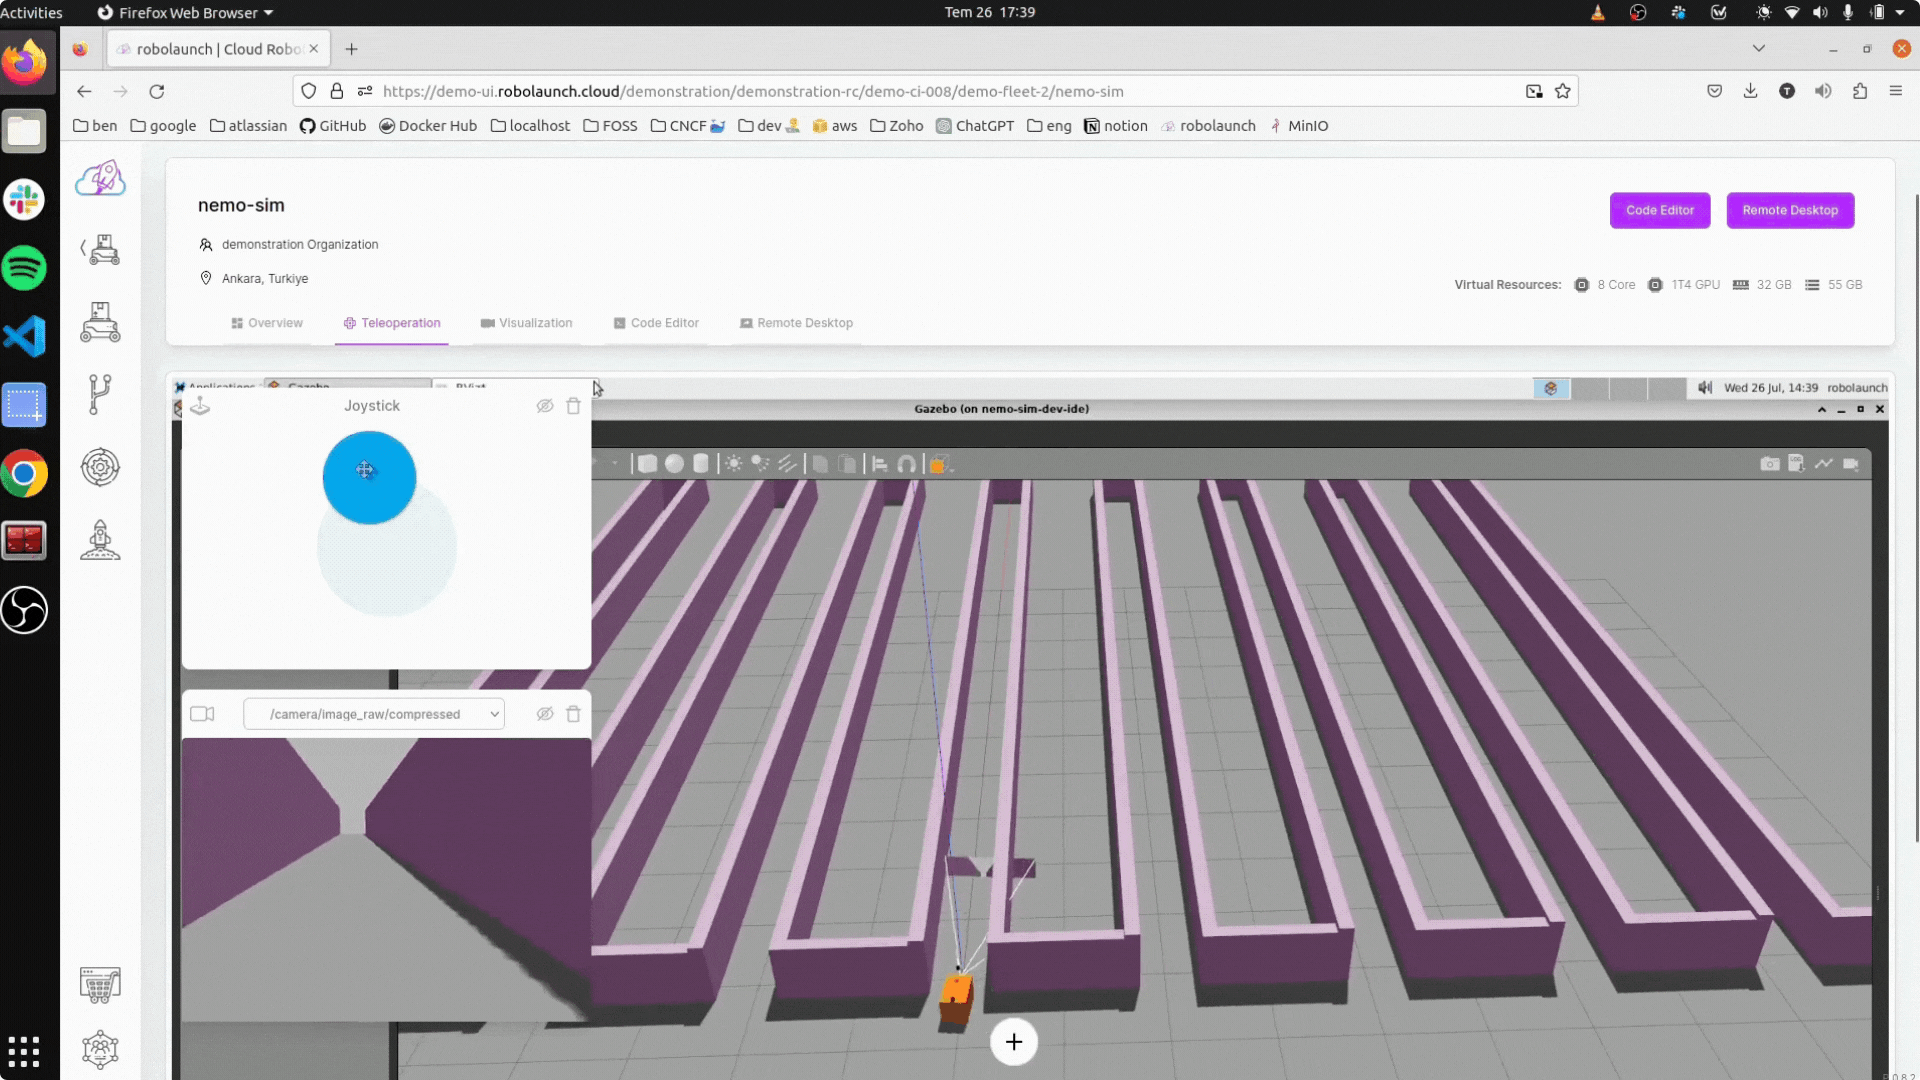 Activities
Firefox Web Browser
Tem 26 17:39
robolaunch | Cloud Robo
https://demo-ui.robolaunch.cloud/demonstration/demonstration-rc/demo-ci-008/demo-fleet-2/nemo-sim
ben google atlassian GitHub Docker Hub localhost FOSS CNCF dev aws Zoho ChatGPT eng notion robolaunch MinIO
nemo-sim
Code Editor
Remote Desktop
demonstration Organization
Ankara, Turkiye
Virtual Resources: 8 Core 1T4 GPU 32 GB 55 GB
Overview Teleoperation Visualization Code Editor Remote Desktop
Applications Gazebo RViz*
Wed 26 Jul, 14:39 robolaunch
Joystick
Gazebo (on nemo-sim-dev-ide)
/camera/image_raw/compressed